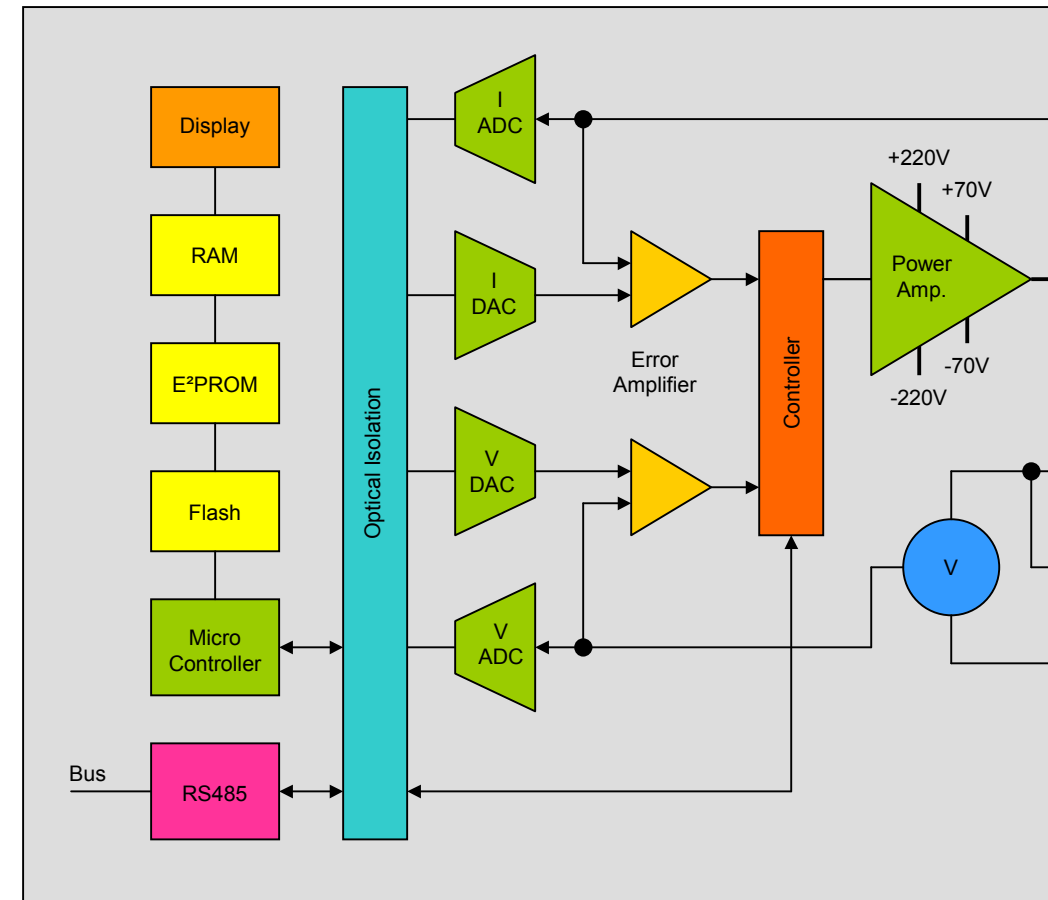 Display
RAM
E²PROM
Flash
Micro
Controller
Bus
RS485
Optical Isolation
I
ADC
I
DAC
V
DAC
V
ADC
Error
Amplifier
Controller
+220V
+70V
Power
Amp.
-70V
-220V
V